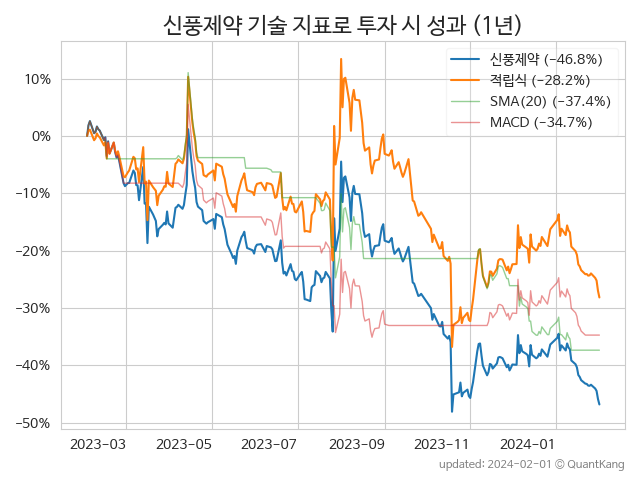 신풍제약 기술 지표로 투자 시 성과 (1년)
신풍제약 (−46.8%)
적립식 (−28.2%)
SMA(20) (−37.4%)
MACD (−34.7%)
10%
0%
−10%
−20%
−30%
−40%
−50%
2023-03
2023-05
2023-07
2023-09
2023-11
2024-01
updated: 2024-02-01 © QuantKang